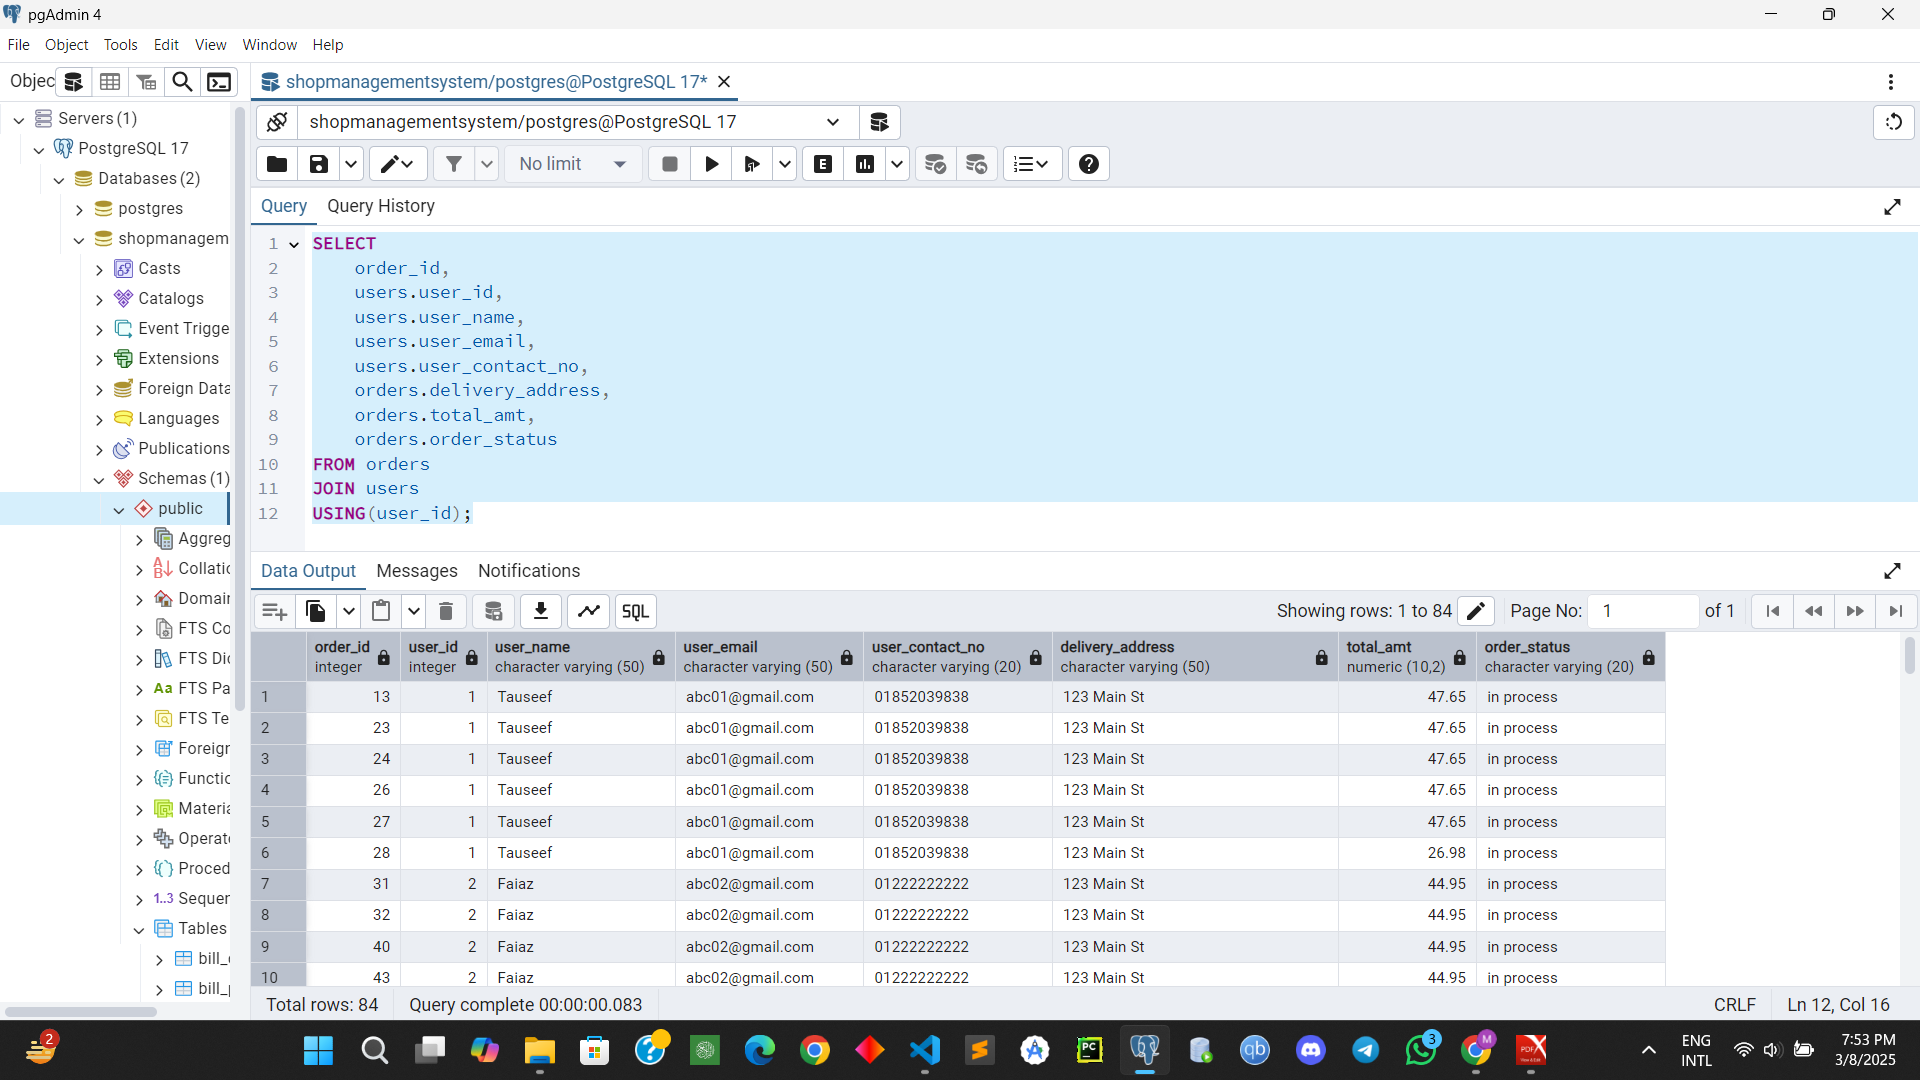 pgAdmin 4
File Object Tools Edit View Window Help
Objec
shopmanagementsystem/postgres@PostgreSQL 17*
Servers (1)
PostgreSQL 17
Databases (2)
postgres
shopmanagem
Casts
Catalogs
Event Trigge
Extensions
Foreign Data
Languages
Publications
Schemas (1)
public
Aggreg
Collatic
Domair
FTS Co
FTS Dic
Aa FTS Pa
FTS Te
Foreigr
Functic
Materia
Operat
Proced
1..3 Sequer
Tables
bill_
bill_
shopmanagementsystem/postgres@PostgreSQL 17
No limit
E
Query Query History
1 SELECT
2 order_id,
3 users.user_id,
4 users.user_name,
5 users.user_email,
6 users.user_contact_no,
7 orders.delivery_address,
8 orders.total_amt,
9 orders.order_status
10 FROM orders
11 JOIN users
12 USING(user_id);
Data Output Messages Notifications
SQL Showing rows: 1 to 84 Page No: 1 of 1
order_id user_id user_name user_email user_contact_no delivery_address total_amt order_status
integer integer character varying (50) character varying (50) character varying (20) character varying (50) numeric (10,2) character varying (20)
1 13 1 Tauseef abc01@gmail.com 01852039838 123 Main St 47.65 in process
2 23 1 Tauseef abc01@gmail.com 01852039838 123 Main St 47.65 in process
3 24 1 Tauseef abc01@gmail.com 01852039838 123 Main St 47.65 in process
4 26 1 Tauseef abc01@gmail.com 01852039838 123 Main St 47.65 in process
5 27 1 Tauseef abc01@gmail.com 01852039838 123 Main St 47.65 in process
6 28 1 Tauseef abc01@gmail.com 01852039838 123 Main St 26.98 in process
7 31 2 Faiaz abc02@gmail.com 01222222222 123 Main St 44.95 in process
8 32 2 Faiaz abc02@gmail.com 01222222222 123 Main St 44.95 in process
9 40 2 Faiaz abc02@gmail.com 01222222222 123 Main St 44.95 in process
10 43 2 Faiaz abc02@gmail.com 01222222222 123 Main St 44.95 in process
Total rows: 84 Query complete 00:00:00.083 CRLF Ln 12, Col 16
2
PC
qb
3
M
PDF
ENG
INTL
7:53 PM
3/8/2025